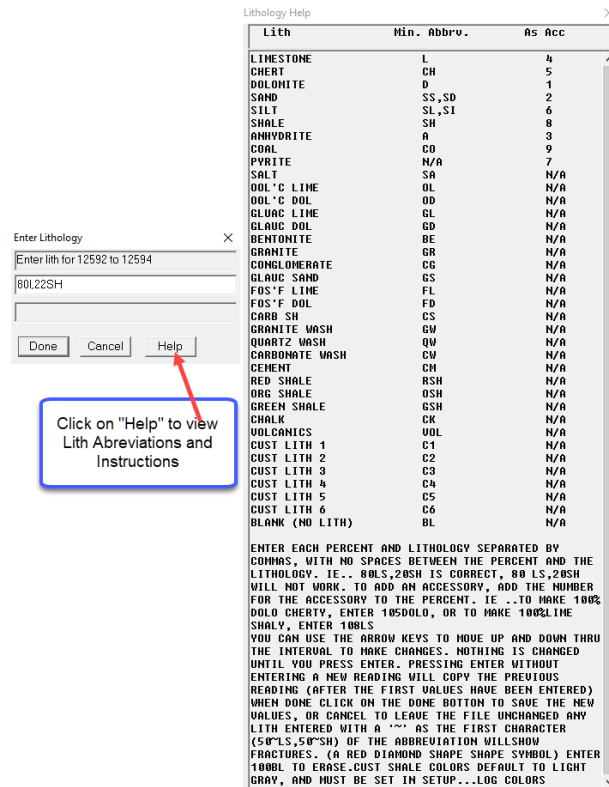 Lithology Help
Lith Min. Abbrv. As Acc
LIMESTONE L 4
CHERT CH 5
DOLOMITE D 1
SAND SS,SD 2
SILT SL,SI 6
SHALE SH 8
ANHYDRITE A 3
COAL CO 9
PYRITE N/A 7
SALT SA N/A
OOL'C LIME OL N/A
OOL'C DOL OD N/A
GLUAC LIME GL N/A
GLAUC DOL GD N/A
BENTONITE BE N/A
GRANITE GR N/A
CONGLOMERATE CG N/A
GLAUC SAND GS N/A
FOS'F LIME FL N/A
FOS'F DOL FD N/A
CARB SH CS N/A
GRANITE WASH GW N/A
QUARTZ WASH QW N/A
CARBONATE WASH CW N/A
CEMENT CM N/A
RED SHALE RSH N/A
ORG SHALE OSH N/A
GREEN SHALE GSH N/A
CHALK CK N/A
VOLCANICS VOL N/A
CUST LITH 1 C1 N/A
CUST LITH 2 C2 N/A
CUST LITH 3 C3 N/A
CUST LITH 4 C4 N/A
CUST LITH 5 C5 N/A
CUST LITH 6 C6 N/A
BLANK (NO LITH) BL N/A
ENTER EACH PERCENT AND LITHOLOGY SEPARATED BY
COMMAS, WITH NO SPACES BETWEEN THE PERCENT AND THE
LITHOLOGY. IE.. 80LS,20SH IS CORRECT, 80 LS,20SH
WILL NOT WORK. TO ADD AN ACCESSORY, ADD THE NUMBER
FOR THE ACCESSORY TO THE PERCENT. IE ..TO MAKE 100%
DOLO CHERTY, ENTER 105DOLO, OR TO MAKE 100%LIME
SHALY, ENTER 108LS
YOU CAN USE THE ARROW KEYS TO MOVE UP AND DOWN THRU
THE INTERVAL TO MAKE CHANGES. NOTHING IS CHANGED
UNTIL YOU PRESS ENTER. PRESSING ENTER WITHOUT
ENTERING A NEW READING WILL COPY THE PREVIOUS
READING (AFTER THE FIRST VALUES HAVE BEEN ENTERED)
WHEN DONE CLICK ON THE DONE BOTTON TO SAVE THE NEW
VALUES, OR CANCEL TO LEAVE THE FILE UNCHANGED ANY
LITH ENTERED WITH A '~' AS THE FIRST CHARACTER
(50~LS,50~SH) OF THE ABBREVIATION WILLSHOW
FRACTURES. (A RED DIAMOND SHAPE SHAPE SYMBOL) ENTER
100BL TO ERASE.CUST SHALE COLORS DEFAULT TO LIGHT
GRAY, AND MUST BE SET IN SETUP...LOG COLORS
Enter Lithology
Enter lith for 12592 to 12594
80l,22SH
Done Cancel Help
Click on "Help" to view
Lith Abreviations and
Instructions